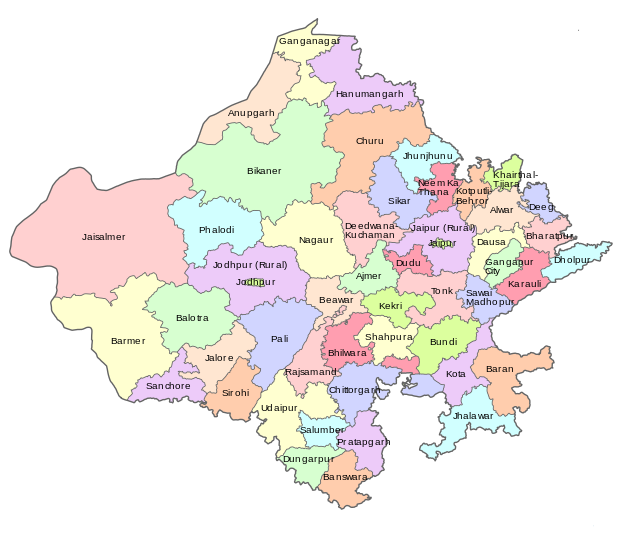 Ganganagar
Hanumangarh
Anupgarh
Churu
Jhunjhunu
Bikaner
Khairthal-
Tijara
Neem Ka
Thana
Kotputli-
Behror
Sikar
Deeg
Alwar
Jaisalmer
Phalodi
Deedwana-
Kuchaman
Jaipur (Rural)
Jaipur
Nagaur
Dausa
Bharatpur
Dholpur
Jodhpur (Rural)
Jodhpur
Dudu
Gangapur
City
Ajmer
Karauli
Tonk
Sawai
Madhopur
Beawar
Kekri
Balotra
Barmer
Pali
Shahpura
Bundi
Bhilwara
Jalore
Rajsamand
Kota
Baran
Sanchore
Sirohi
Chittorgarh
Udaipur
Jhalawar
Salumber
Pratapgarh
Dungarpur
Banswara